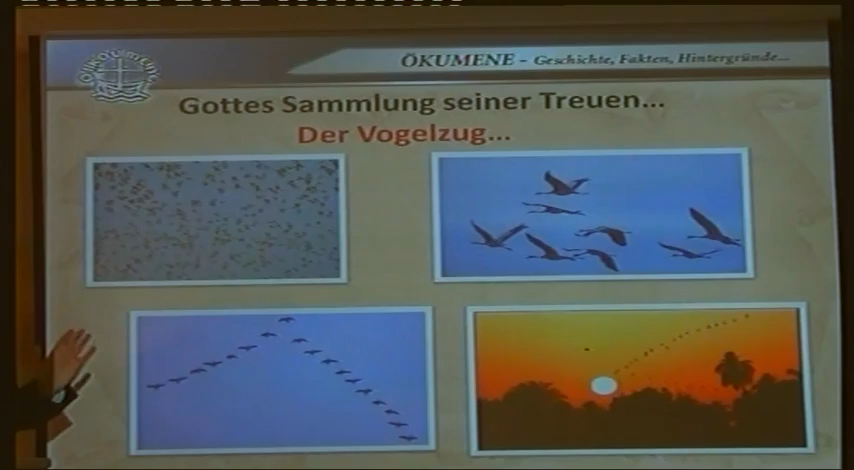 ÖKUMENE - Geschichte, Fakten, Hintergründe...
Gottes Sammlung seiner Treuen...
Der Vogelzug...